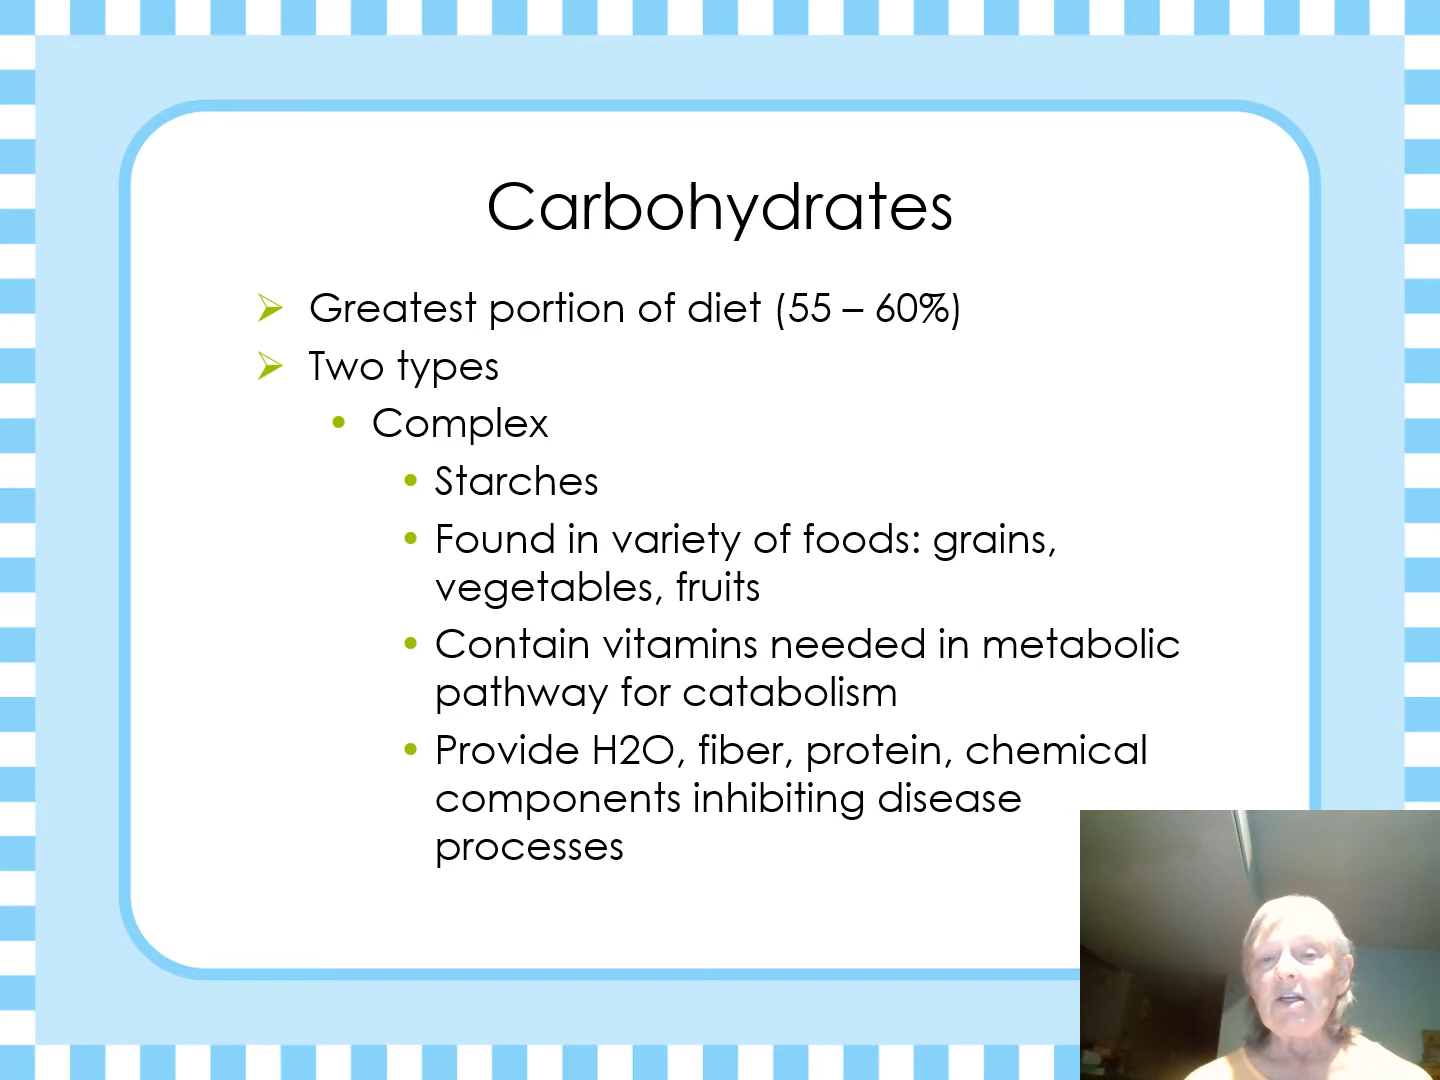 Carbohydrates
Greatest portion of diet (55 – 60%)
Two types
Complex
Starches
Found in variety of foods: grains,
vegetables, fruits
Contain vitamins needed in metabolic
pathway for catabolism
Provide H2O, fiber, protein, chemical
components inhibiting disease
processes